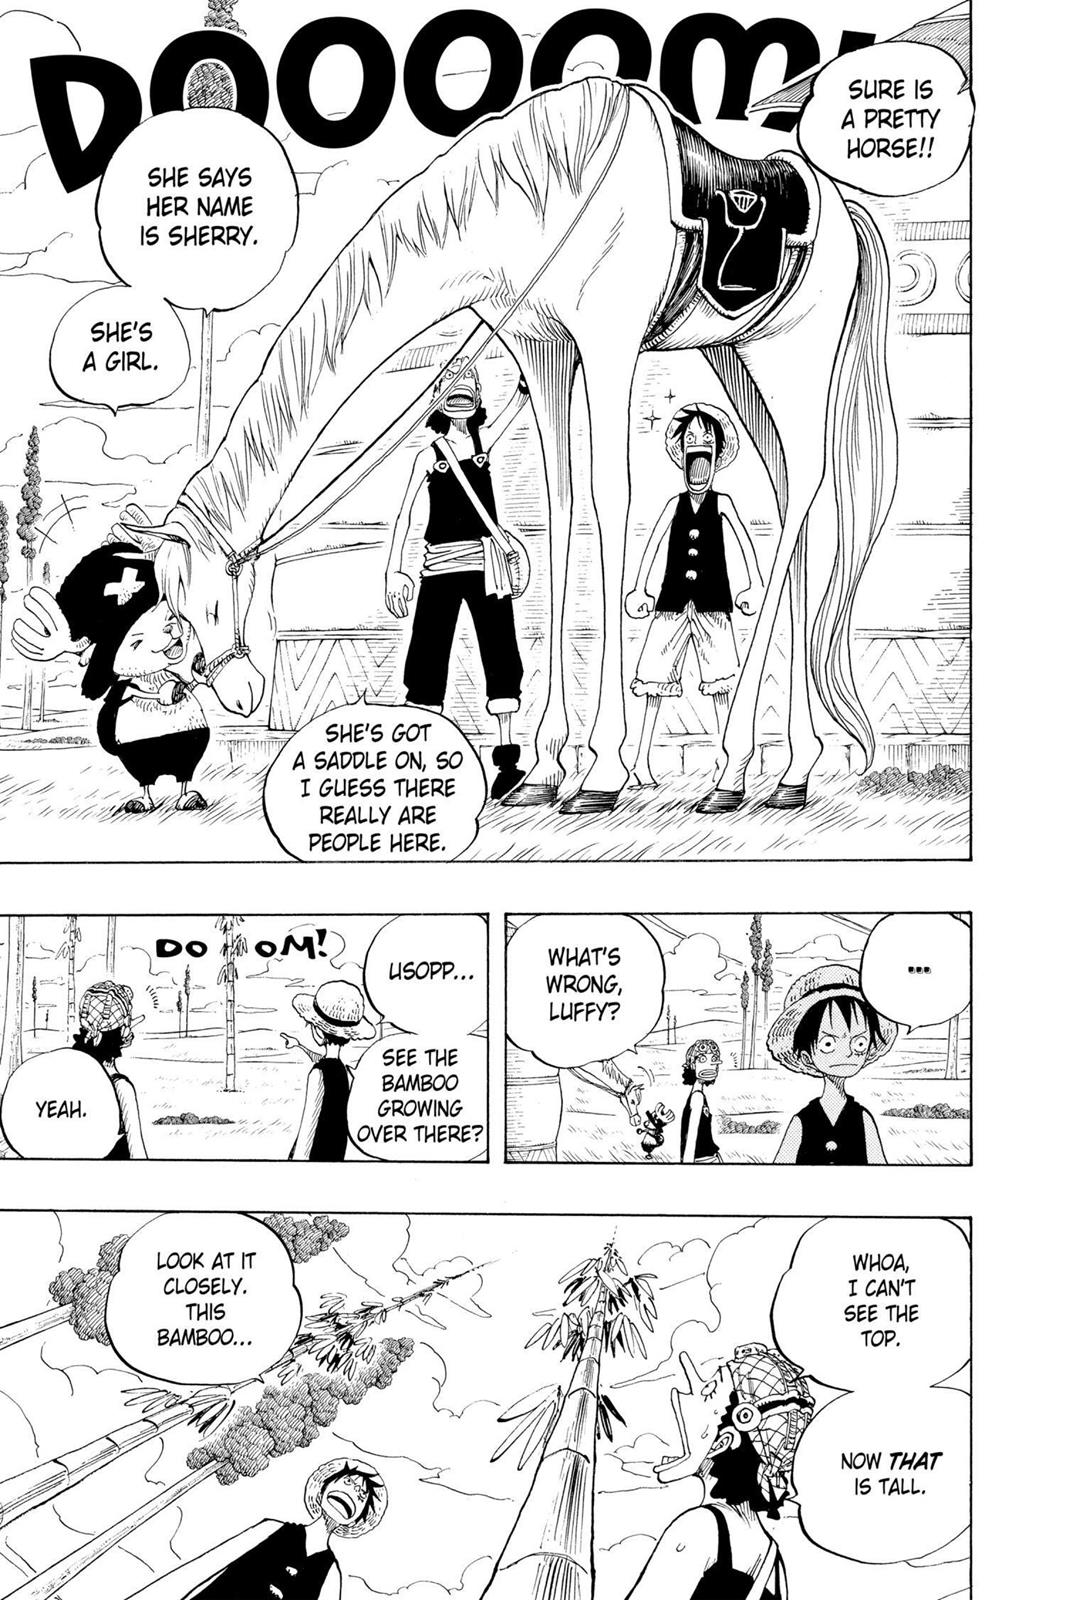 DOOOOM!
SURE IS
A PRETTY
HORSE!!
SHE SAYS
HER NAME
IS SHERRY.
SHE'S
A GIRL.
SHE'S GOT
A SADDLE ON, SO
I GUESS THERE
REALLY ARE
PEOPLE HERE.
DO OM!
USOPP...
SEE THE
BAMBOO
GROWING
OVER THERE?
YEAH.
WHAT'S
WRONG,
LUFFY?
...
LOOK AT IT
CLOSELY.
THIS
BAMBOO...
WHOA,
I CAN'T
SEE THE
TOP.
NOW THAT
IS TALL.